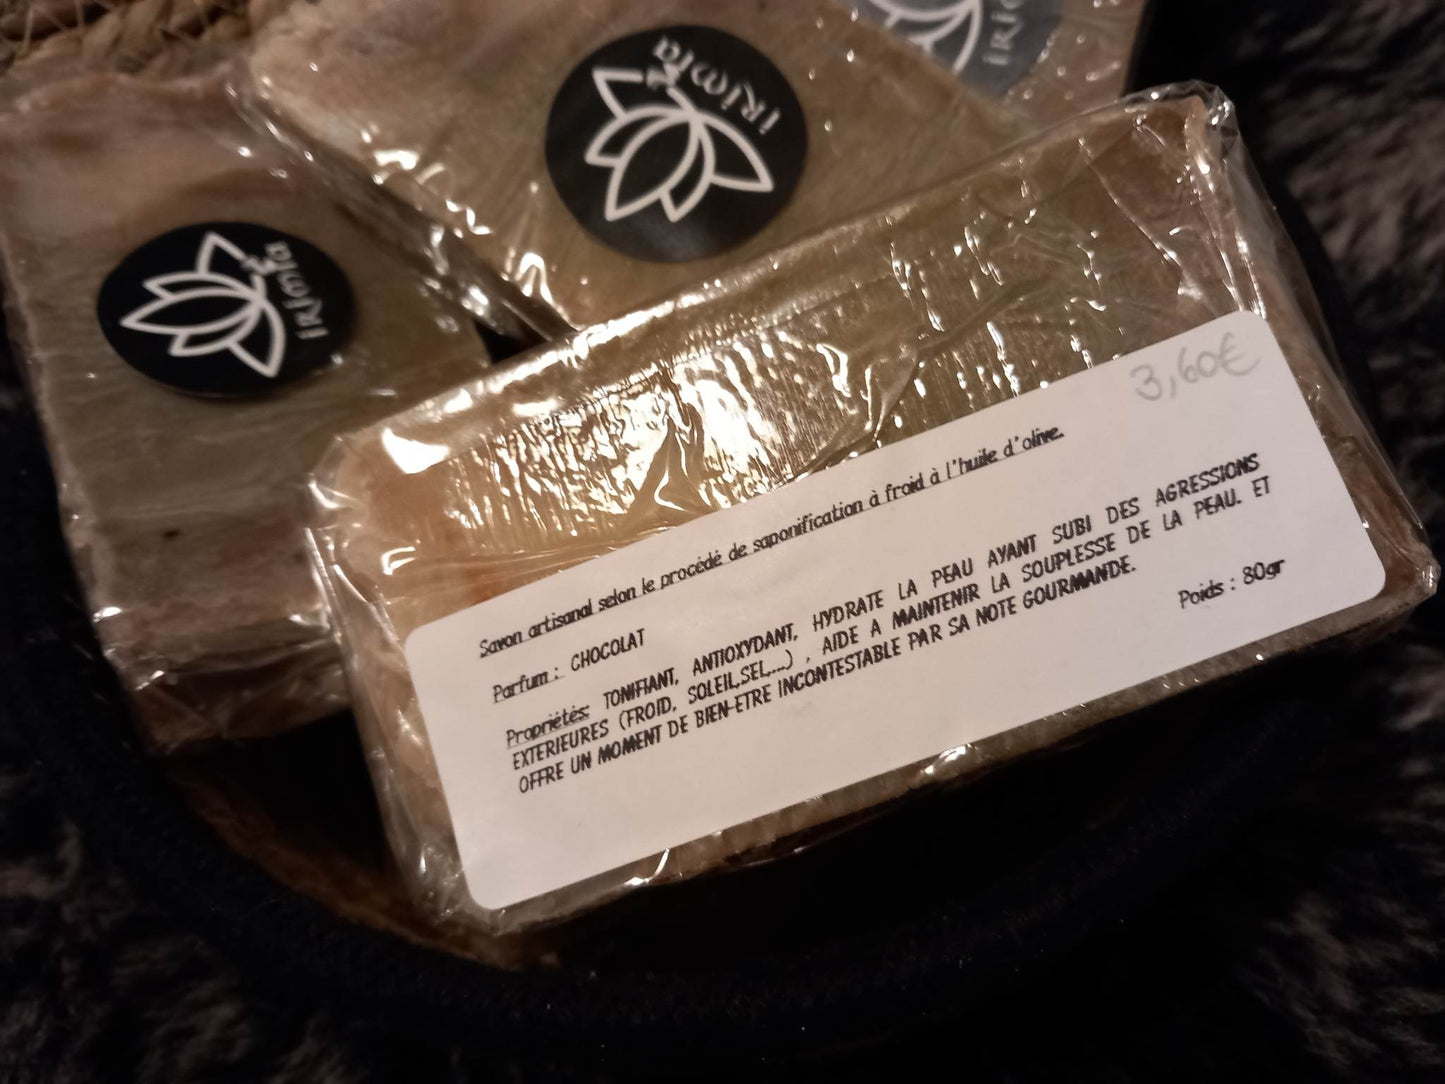 iRimia
iRimia
iRi
3,60€
Savon artisanal selon le procédé de saponification à froid à l'huile d'olive.
Parfum : CHOCOLAT
Propriétés: TONIFIANT, ANTIOXYDANT, HYDRATE LA PEAU AYANT SUBI DES AGRESSIONS
EXTERIEURES (FROID, SOLEIL,SEL....) , AIDE A MAINTENIR LA SOUPLESSE DE LA PEAU. ET
OFFRE UN MOMENT DE BIEN-ETRE INCONTESTABLE PAR SA NOTE GOURMANDE.
Poids : 80gr